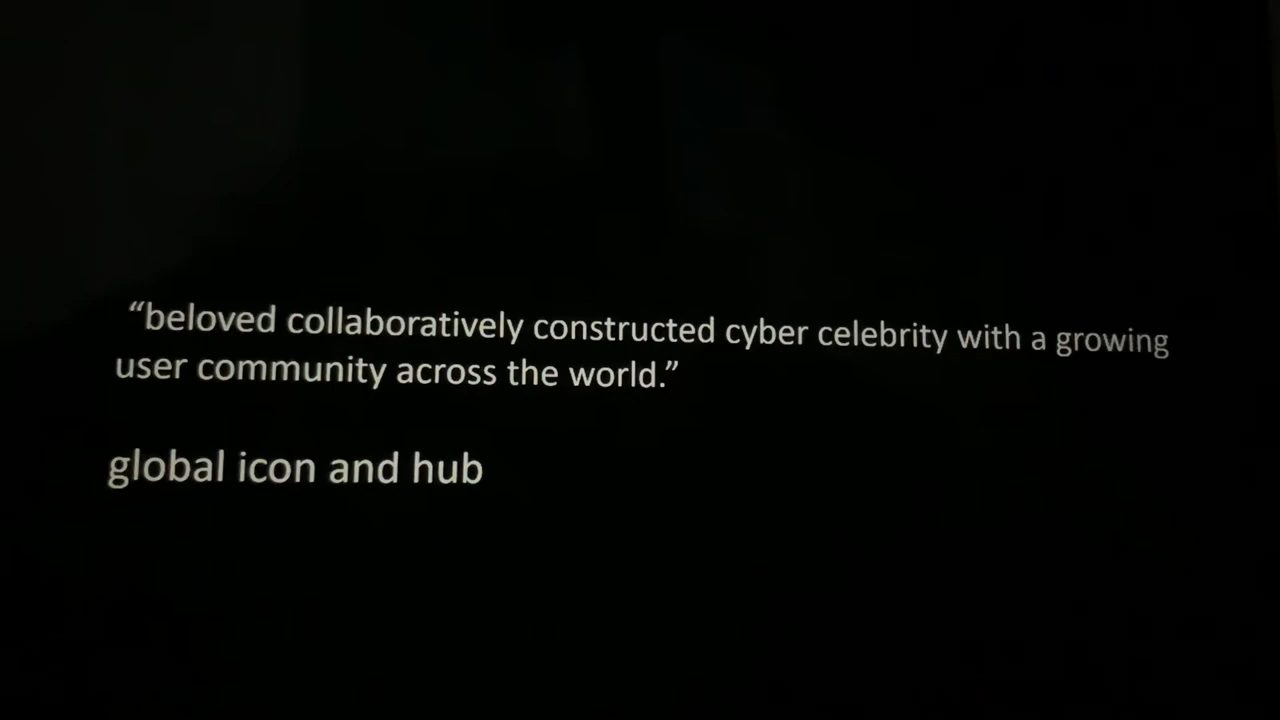 “beloved collaboratively constructed cyber celebrity with a growing
user community across the world.”
global icon and hub